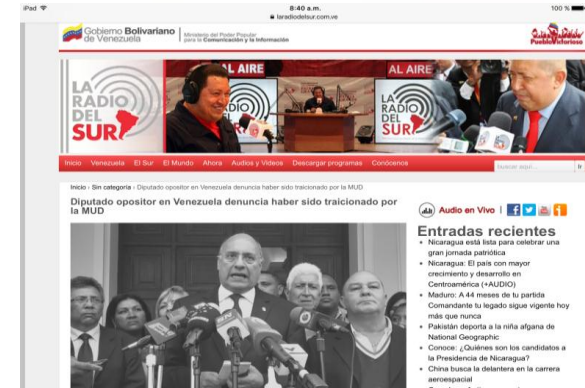 iPad
8:40 a.m.
100 %
laradiodelsur.com.ve
Gobierno Bolivariano
de Venezuela
Ministerio del Poder Popular
para la Comunicación y la Información
PuebloVictorioso
LA
RADIO
DEL
SUR
AL AIRE
AL AIRE
LA
RADIO
DEL
SUR
Inicio Venezuela El Sur El Mundo Ahora Audios y Videos Descargar programas Conócenos
buscar aquí...
Ir
Inicio › Sin categoría › Diputado opositor en Venezuela denuncia haber sido traicionado por la MUD
Diputado opositor en Venezuela denuncia haber sido traicionado por
la MUD
Audio en Vivo |
Entradas recientes
Nicaragua está lista para celebrar una
gran jornada patriótica
Nicaragua: El país con mayor
crecimiento y desarrollo en
Centroamérica (+AUDIO)
Maduro: A 44 meses de tu partida
Comandante tu legado sigue vigente hoy
más que nunca
Pakistán deporta a la niña afgana de
National Geographic
Conoce: ¿Quiénes son los candidatos a
la Presidencia de Nicaragua?
China busca la delantera en la carrera
aeroespacial